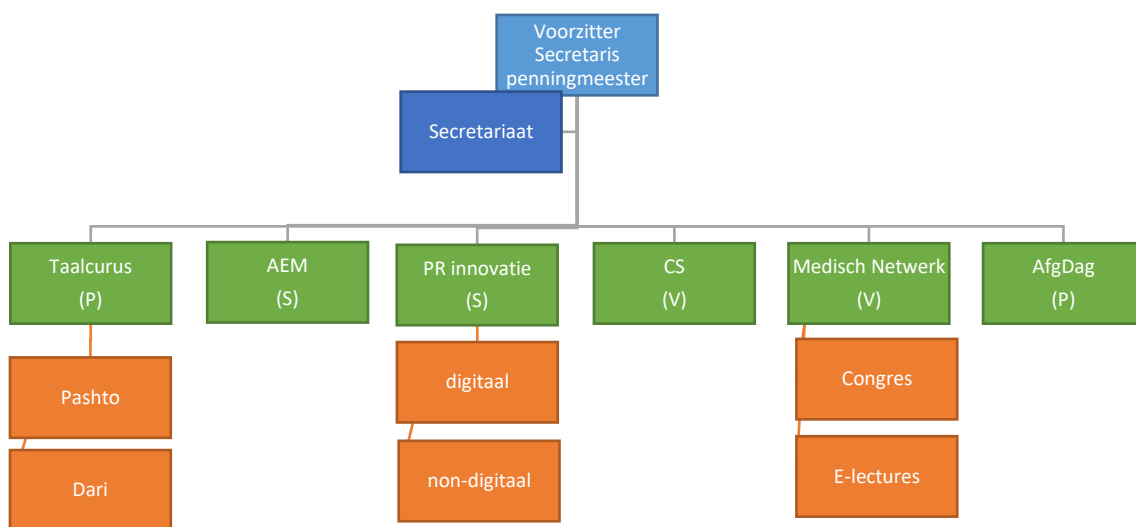 Voorzitter
Secretaris
penningmeester
Secretariaat
Taalcurus
(P)
AEM
(S)
PR innovatie
(S)
CS
(V)
Medisch Netwerk
(V)
AfgDag
(P)
Pashto
Dari
digitaal
non-digitaal
Congres
E-lectures